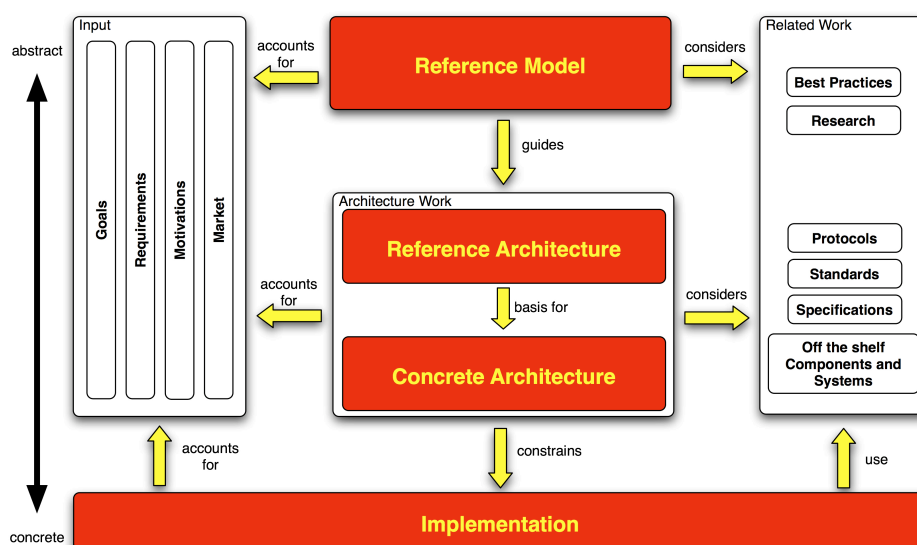 Input
Related Work
abstract
accounts
for
Reference Model
considers
Best Practices
Research
guides
Goals
Requirements
Motivations
Market
Architecture Work
Reference Architecture
Protocols
Standards
accounts
for
basis for
considers
Specifications
Off the shelf
Components and
Systems
Concrete Architecture
accounts
for
constrains
use
Implementation
concrete